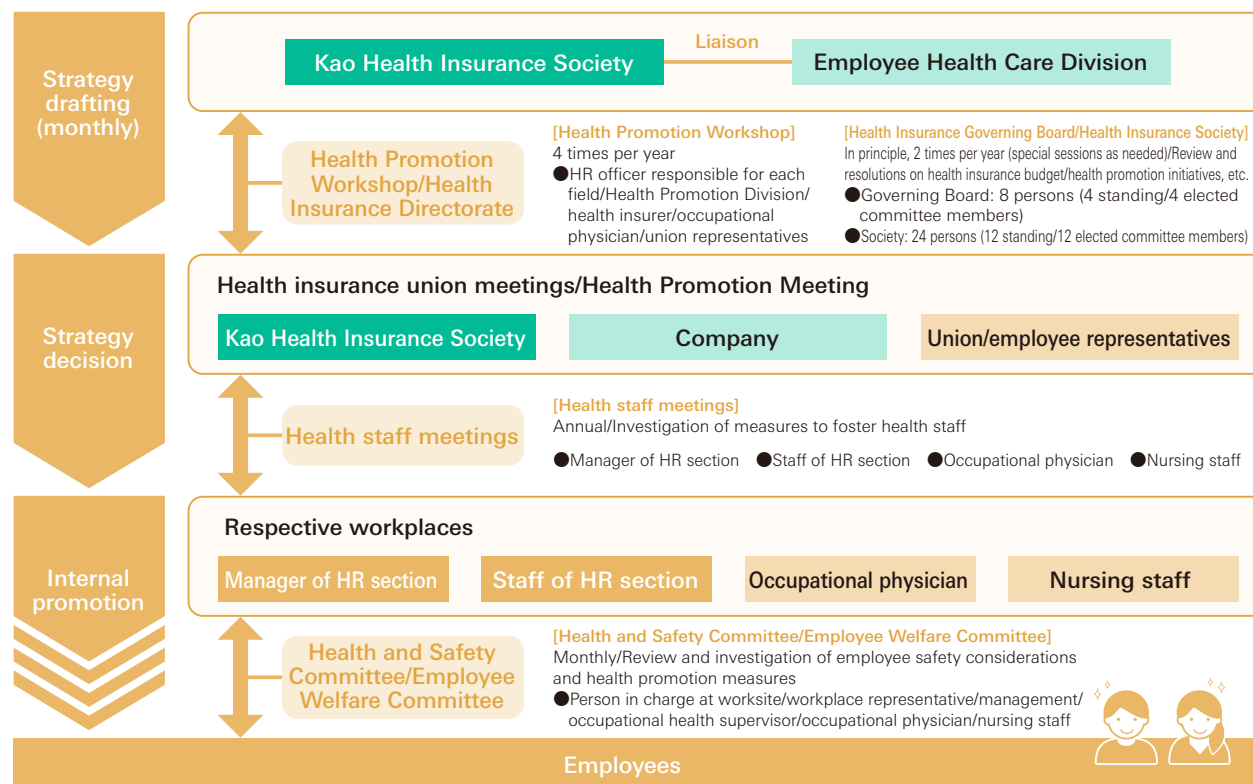 Strategy
drafting
(monthly)
Kao Health Insurance Society
Liaison
Employee Health Care Division
Health Promotion
Workshop/Health
Insurance Directorate
[Health Promotion Workshop]
4 times per year
●HR officer responsible for each
field/Health Promotion Division/
health insurer/occupational
physician/union representatives
[Health Insurance Governing Board/Health Insurance Society]
In principle, 2 times per year (special sessions as needed)/Review and
resolutions on health insurance budget/health promotion initiatives, etc.
●Governing Board: 8 persons (4 standing/4 elected
committee members)
●Society: 24 persons (12 standing/12 elected committee members)
Strategy
decision
Health insurance union meetings/Health Promotion Meeting
Kao Health Insurance Society
Company
Union/employee representatives
Health staff meetings
[Health staff meetings]
Annual/Investigation of measures to foster health staff
●Manager of HR section ●Staff of HR section ●Occupational physician ●Nursing staff
Internal
promotion
Respective workplaces
Manager of HR section
Staff of HR section
Occupational physician
Nursing staff
Health and Safety
Committee/Employee
Welfare Committee
[Health and Safety Committee/Employee Welfare Committee]
Monthly/Review and investigation of employee safety considerations
and health promotion measures
●Person in charge at worksite/workplace representative/management/
occupational health supervisor/occupational physician/nursing staff
Employees